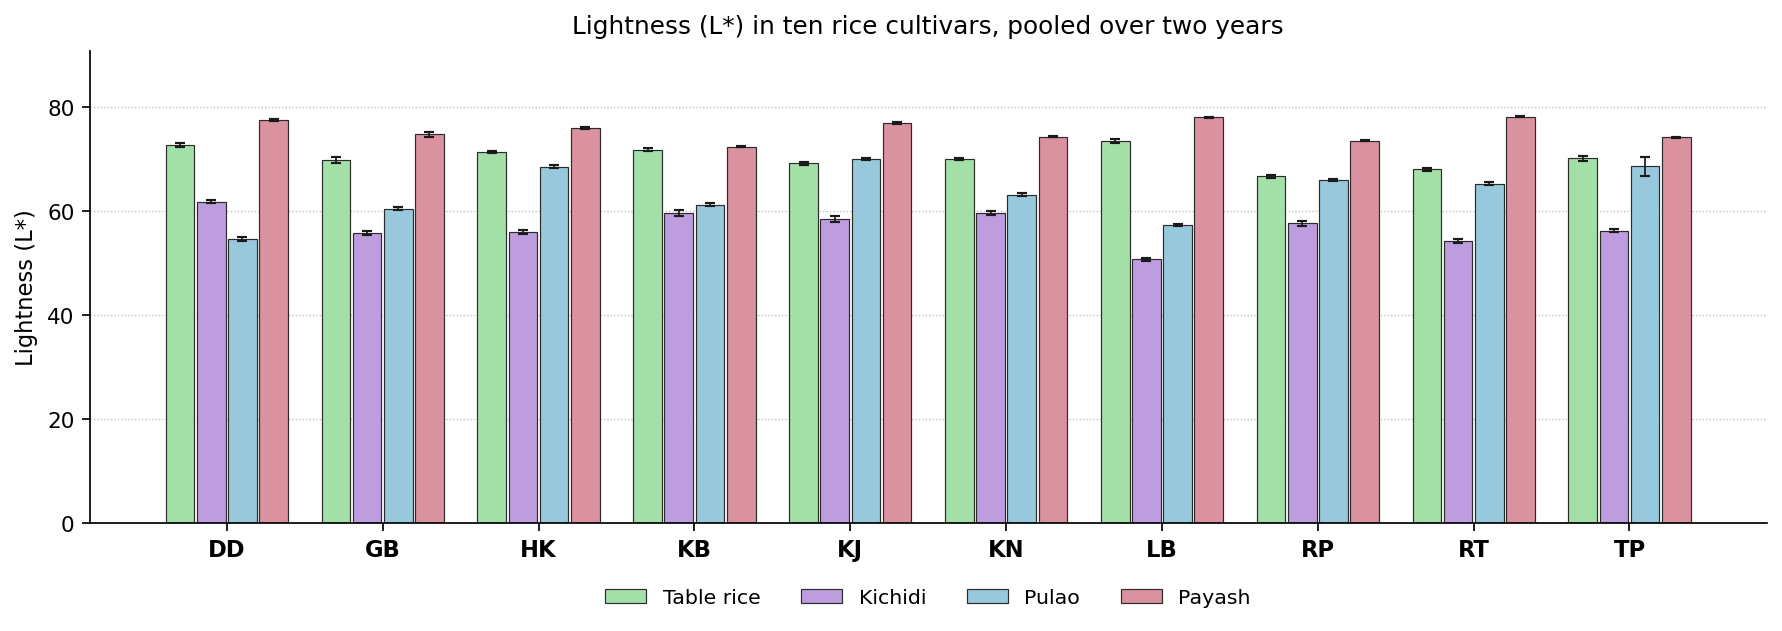 Lightness (L*) in ten rice cultivars, pooled over two years
Lightness (L*)
80
60
40
20
0
DD GB HK KB KJ KN LB RP RT TP
Table rice Kichidi Pulao Payash